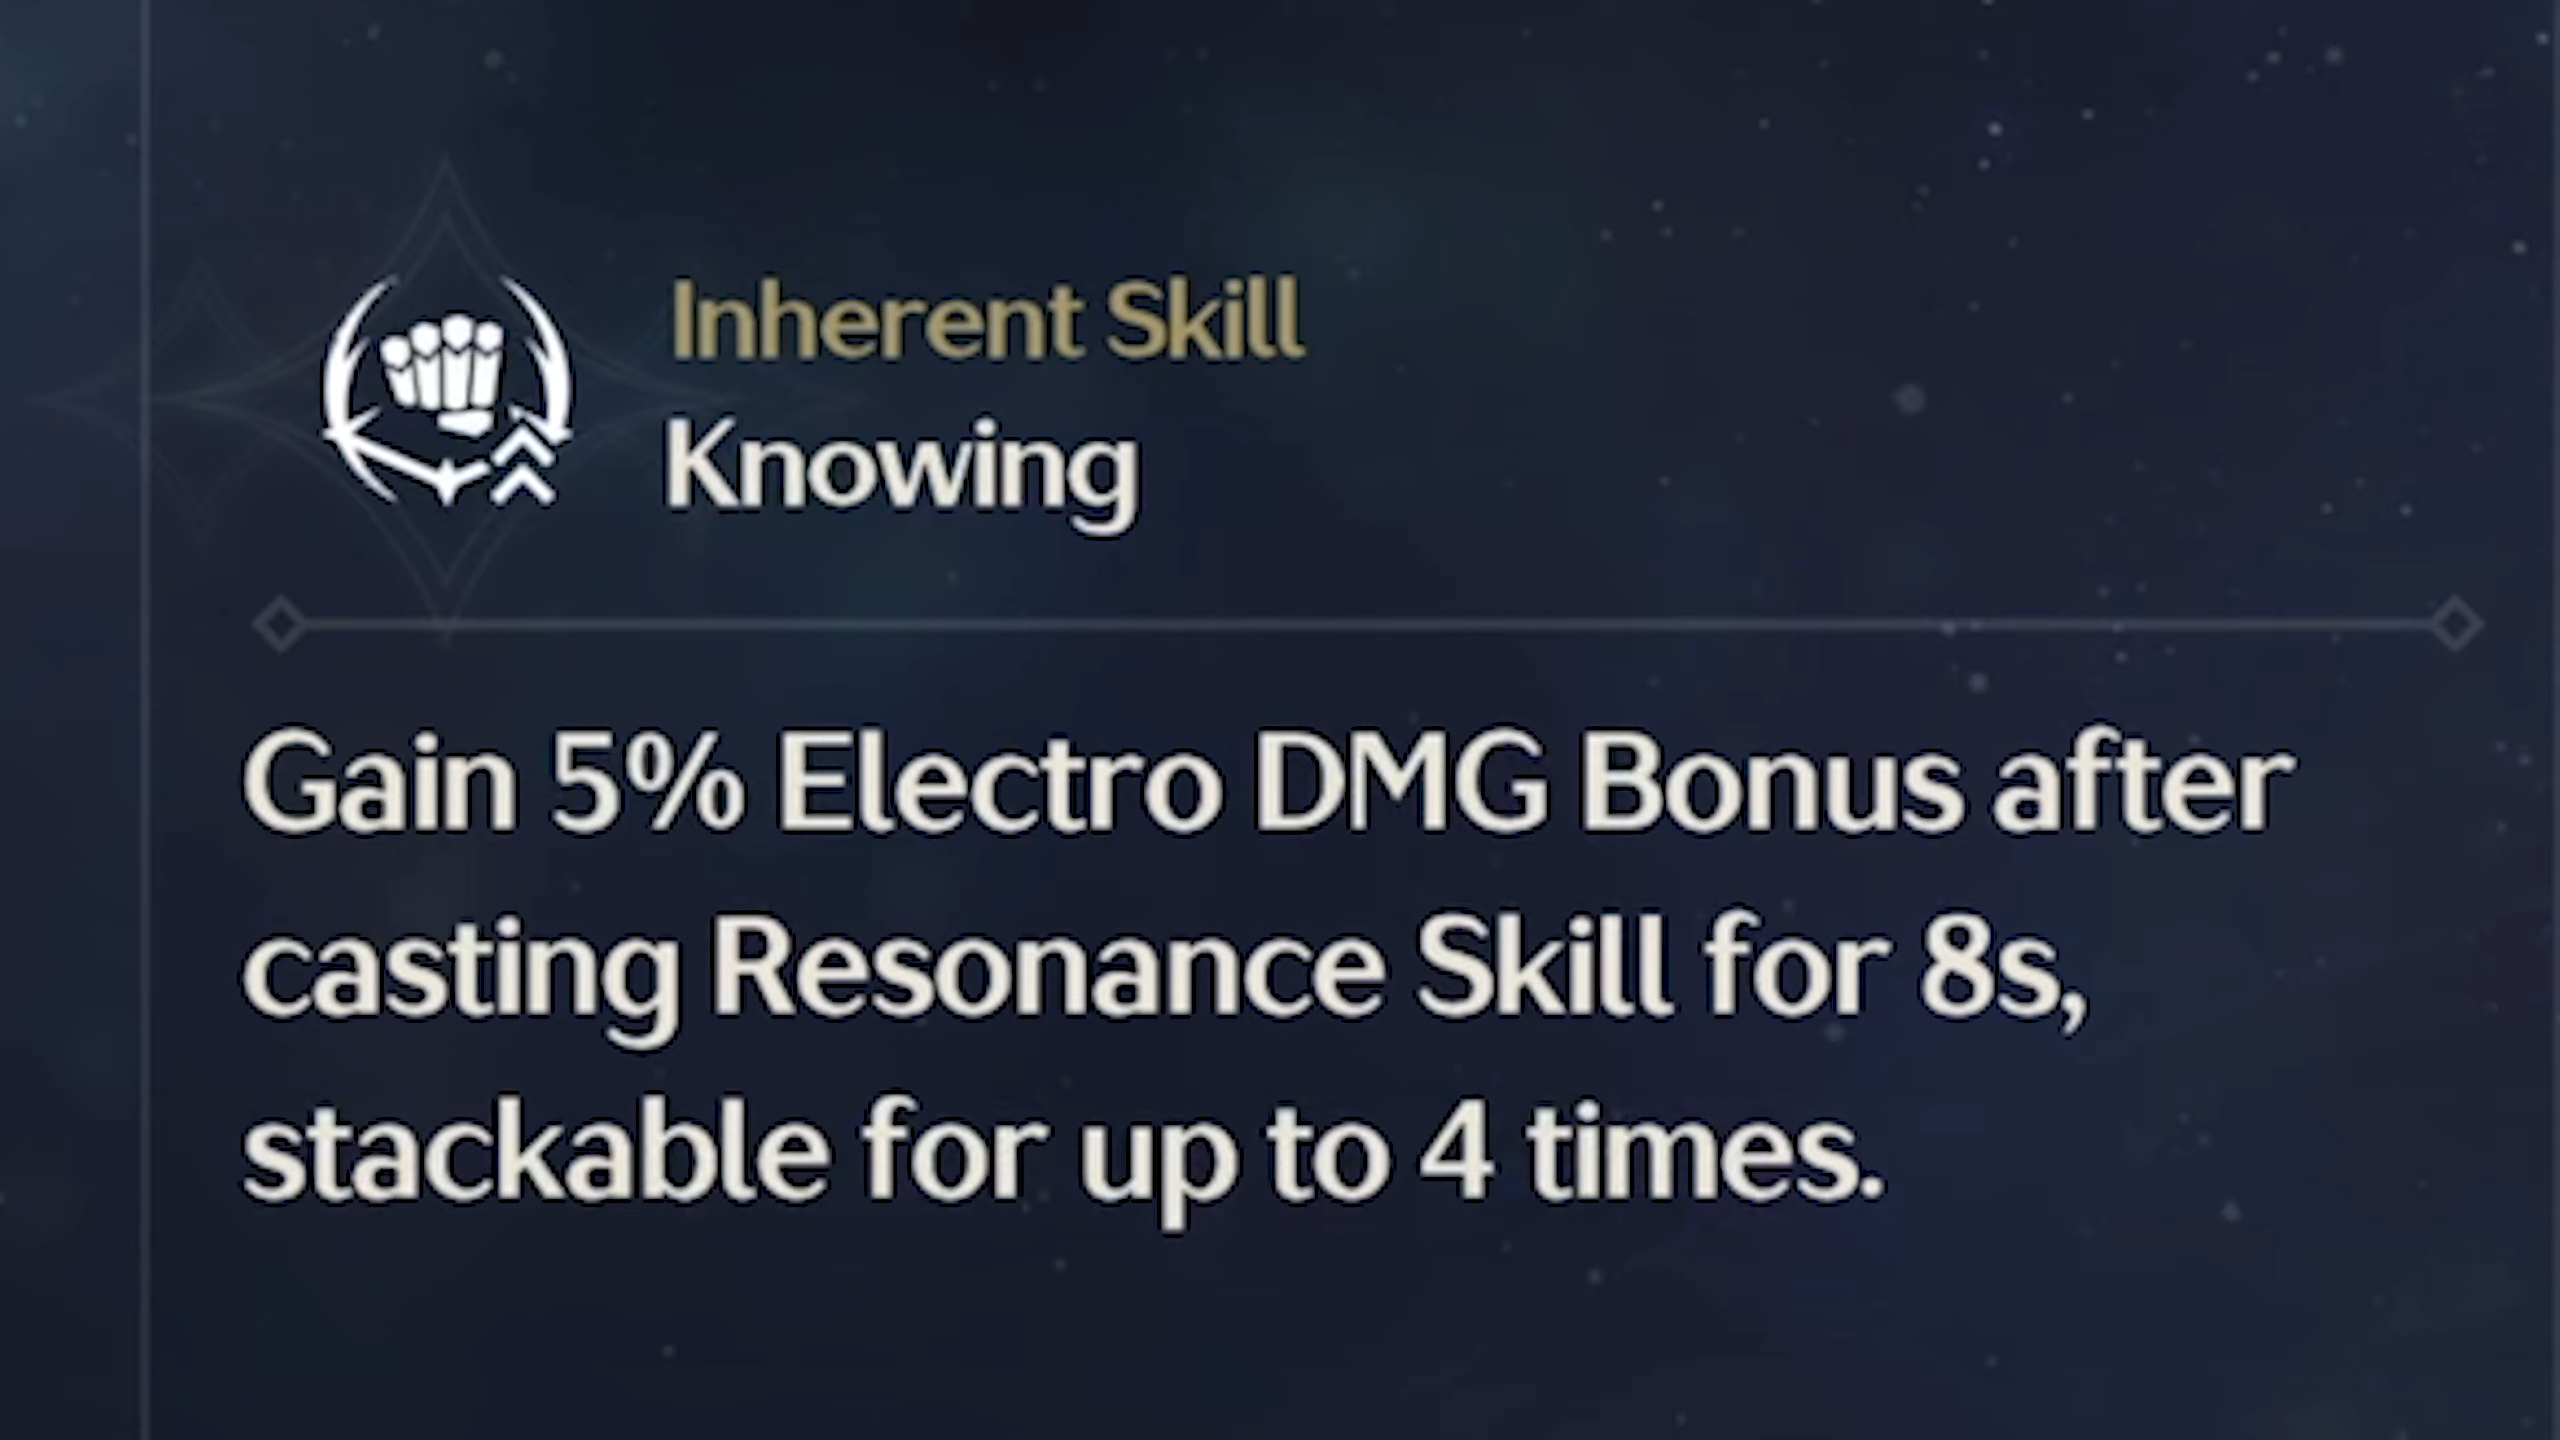 Inherent Skill
Knowing
Gain 5% Electro DMG Bonus after
casting Resonance Skill for 8s,
stackable for up to 4 times.